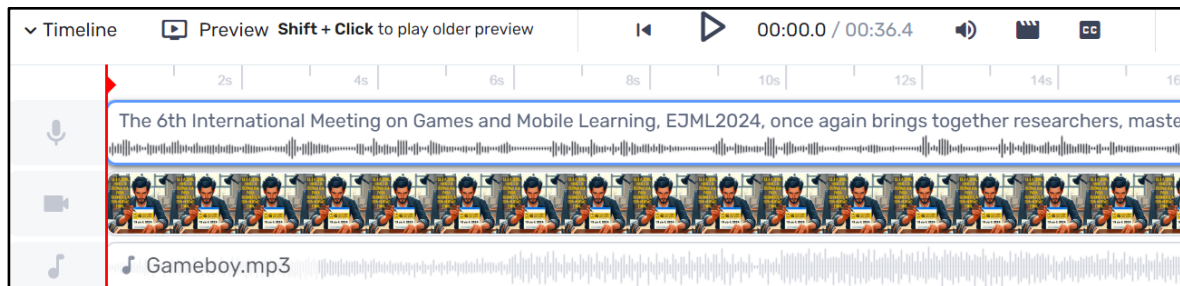 Timeline Preview Shift + Click to play older preview 00:00.0 / 00:36.4 CC
2s 4s 6s 8s 10s 12s 14s 16
The 6th International Meeting on Games and Mobile Learning, EJML2024, once again brings together researchers, maste
Gameboy.mp3